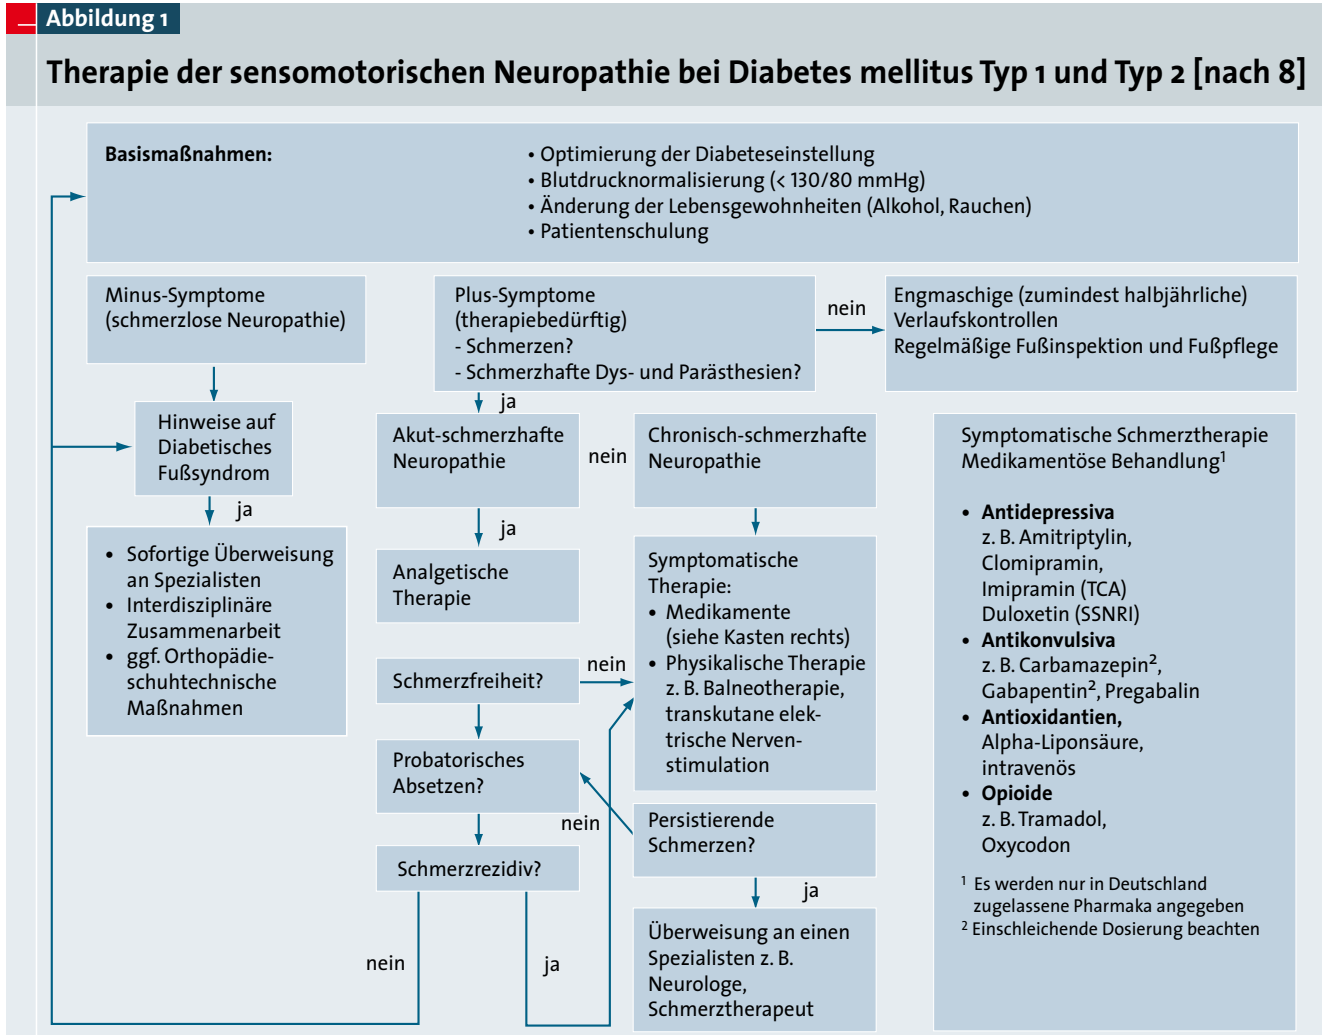 Abbildung 1
Therapie der sensomotorischen Neuropathie bei Diabetes mellitus Typ 1 und Typ 2 [nach 8]
Basismaßnahmen:
• Optimierung der Diabeteseinstellung
• Blutdrucknormalisierung (< 130/80 mmHg)
• Änderung der Lebensgewohnheiten (Alkohol, Rauchen)
• Patientenschulung
Minus-Symptome
(schmerzlose Neuropathie)
Plus-Symptome
(therapiebedürftig)
- Schmerzen?
- Schmerzhafte Dys- und Parästhesien?
nein
Engmaschige (zumindest halbjährliche)
Verlaufskontrollen
Regelmäßige Fußinspektion und Fußpflege
ja
Hinweise auf
Diabetisches
Fußsyndrom
ja
• Sofortige Überweisung
an Spezialisten
• Interdisziplinäre
Zusammenarbeit
• ggf. Orthopädie-
schuhtechnische
Maßnahmen
Akut-schmerzhafte
Neuropathie
nein
Chronisch-schmerzhafte
Neuropathie
ja
Analgetische
Therapie
Schmerzfreiheit?
nein
Probatorisches
Absetzen?
Schmerzrezidiv?
nein
ja
Symptomatische
Therapie:
• Medikamente
(siehe Kasten rechts)
• Physikalische Therapie
z. B. Balneotherapie,
transkutane elek-
trische Nerven-
stimulation
nein
Persistierende
Schmerzen?
ja
Überweisung an einen
Spezialisten z. B.
Neurologe,
Schmerztherapeut
Symptomatische Schmerztherapie
Medikamentöse Behandlung¹
• Antidepressiva
z. B. Amitriptylin,
Clomipramin,
Imipramin (TCA)
Duloxetin (SSNRI)
• Antikonvulsiva
z. B. Carbamazepin²,
Gabapentin², Pregabalin
• Antioxidantien,
Alpha-Liponsäure,
intravenös
• Opioide
z. B. Tramadol,
Oxycodon
¹ Es werden nur in Deutschland
zugelassene Pharmaka angegeben
² Einschleichende Dosierung beachten